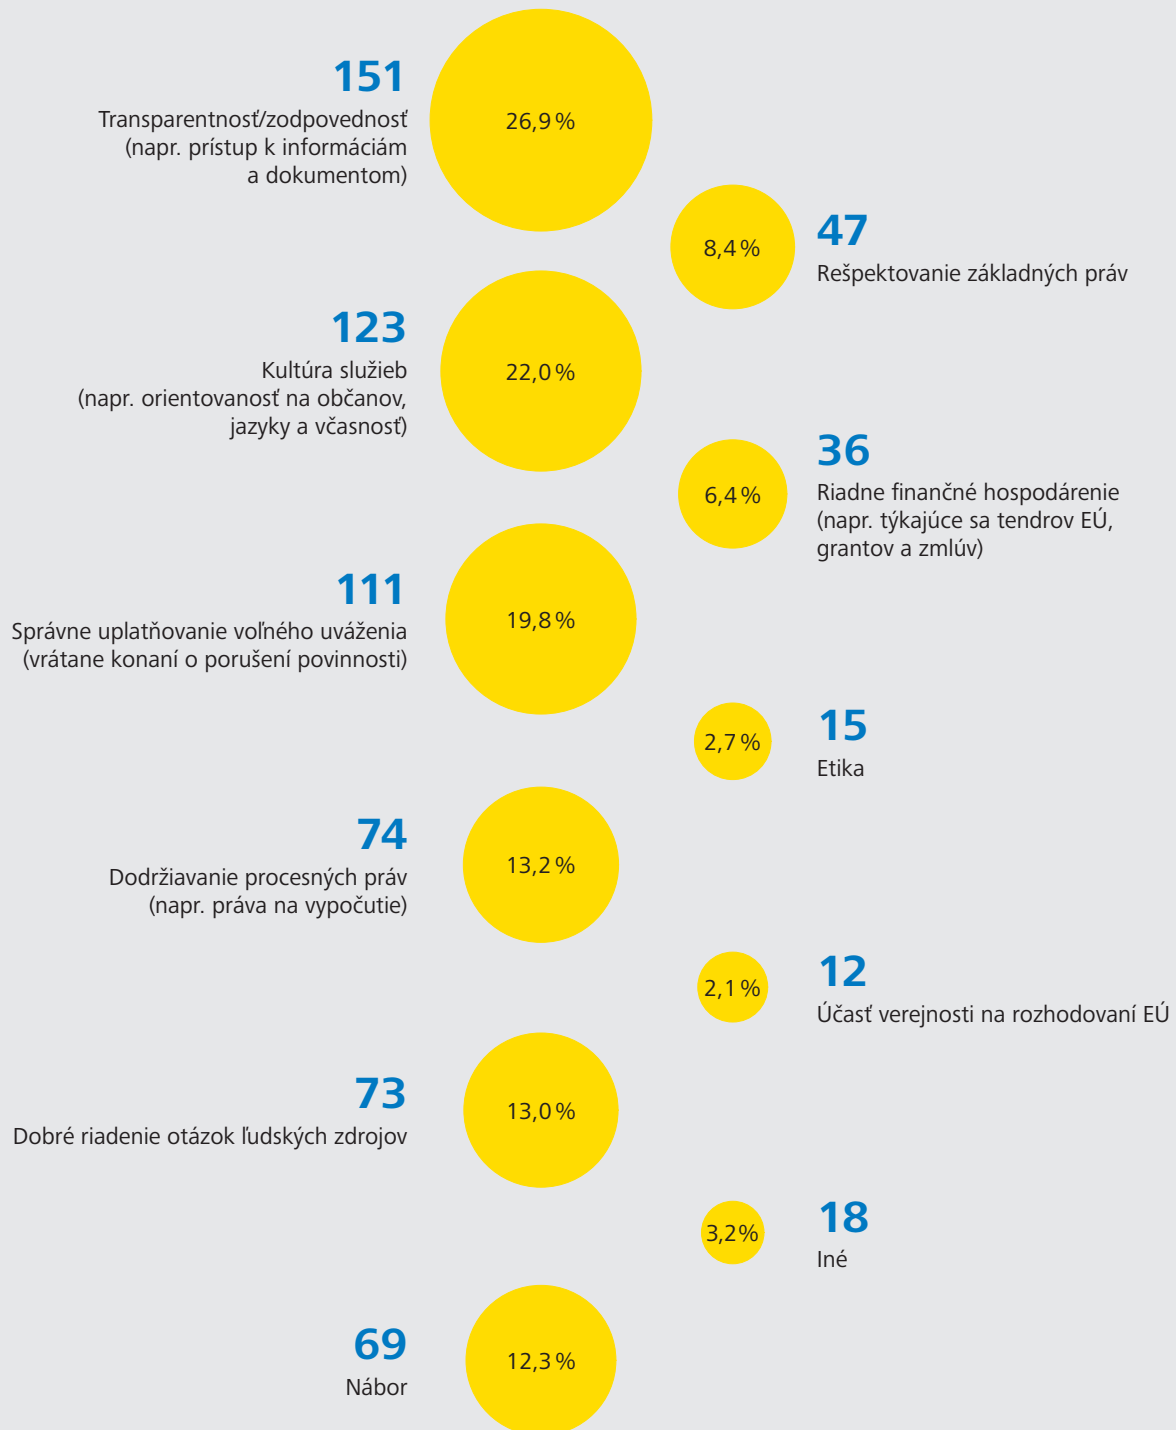 151
Transparentnosť/zodpovednosť
(napr. prístup k informáciám
a dokumentom)
26,9 %
8,4 %
47
Rešpektovanie základných práv
123
Kultúra služieb
(napr. orientovanosť na občanov,
jazyky a včasnosť)
22,0 %
6,4 %
36
Riadne finančné hospodárenie
(napr. týkajúce sa tendrov EÚ,
grantov a zmlúv)
111
Správne uplatňovanie voľného uváženia
(vrátane konaní o porušení povinnosti)
19,8 %
2,7 %
15
Etika
74
Dodržiavanie procesných práv
(napr. práva na vypočutie)
13,2 %
2,1 %
12
Účasť verejnosti na rozhodovaní EÚ
73
Dobré riadenie otázok ľudských zdrojov
13,0 %
3,2 %
18
Iné
69
Nábor
12,3 %